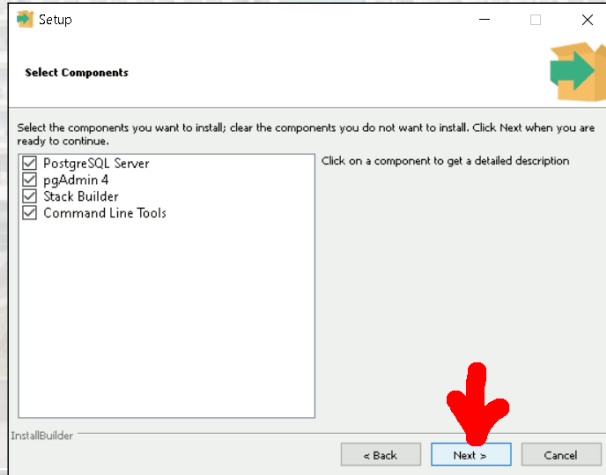 Setup
Select Components
Select the components you want to install; clear the components you do not want to install. Click Next when you are
ready to continue.
PostgreSQL Server
pgAdmin 4
Stack Builder
Command Line Tools
Click on a component to get a detailed description
InstallBuilder
< Back
Next >
Cancel